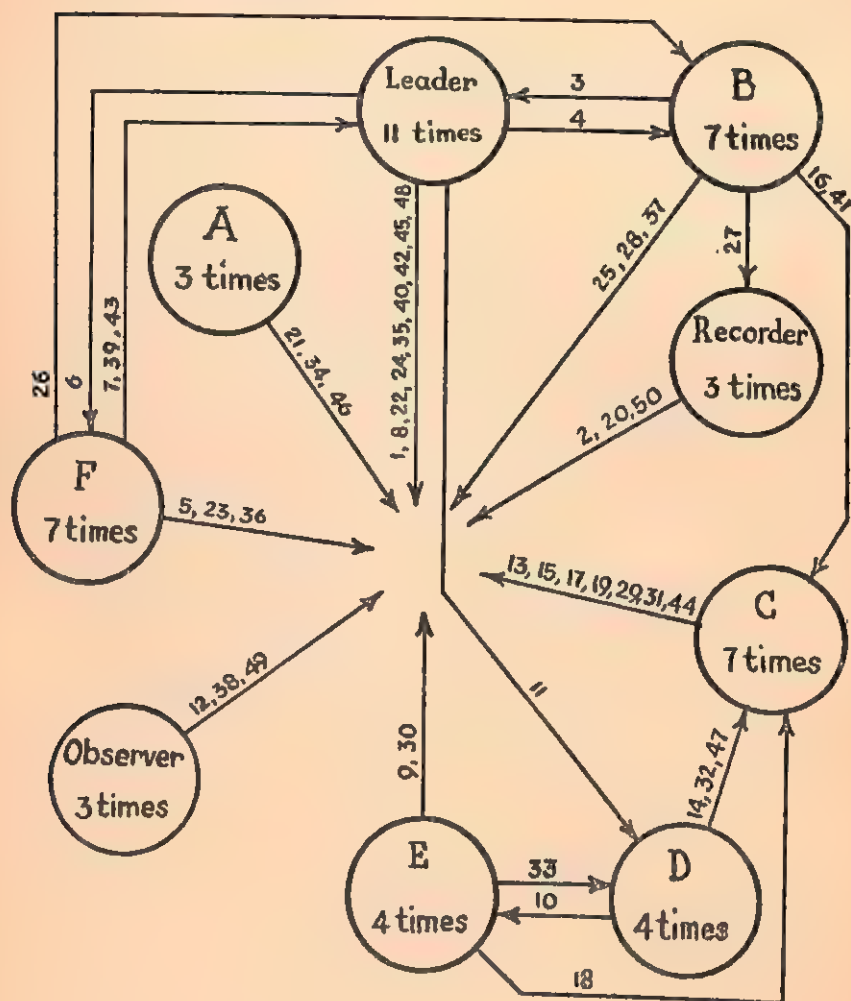 Leader
11 times
3
4
B
7 times
16,41
A
3 times
1, 8, 22, 24, 35, 40, 42, 45, 48
25, 28, 37
27
Recorder
3 times
2, 20, 50
26
6
7, 39, 43
21, 34, 46
F
7 times
5, 23, 36
13, 15, 17, 19, 29, 31, 44
C
7 times
12, 38, 49
Observer
3 times
9, 30
11
14, 32, 47
E
4 times
33
10
D
4 times
18